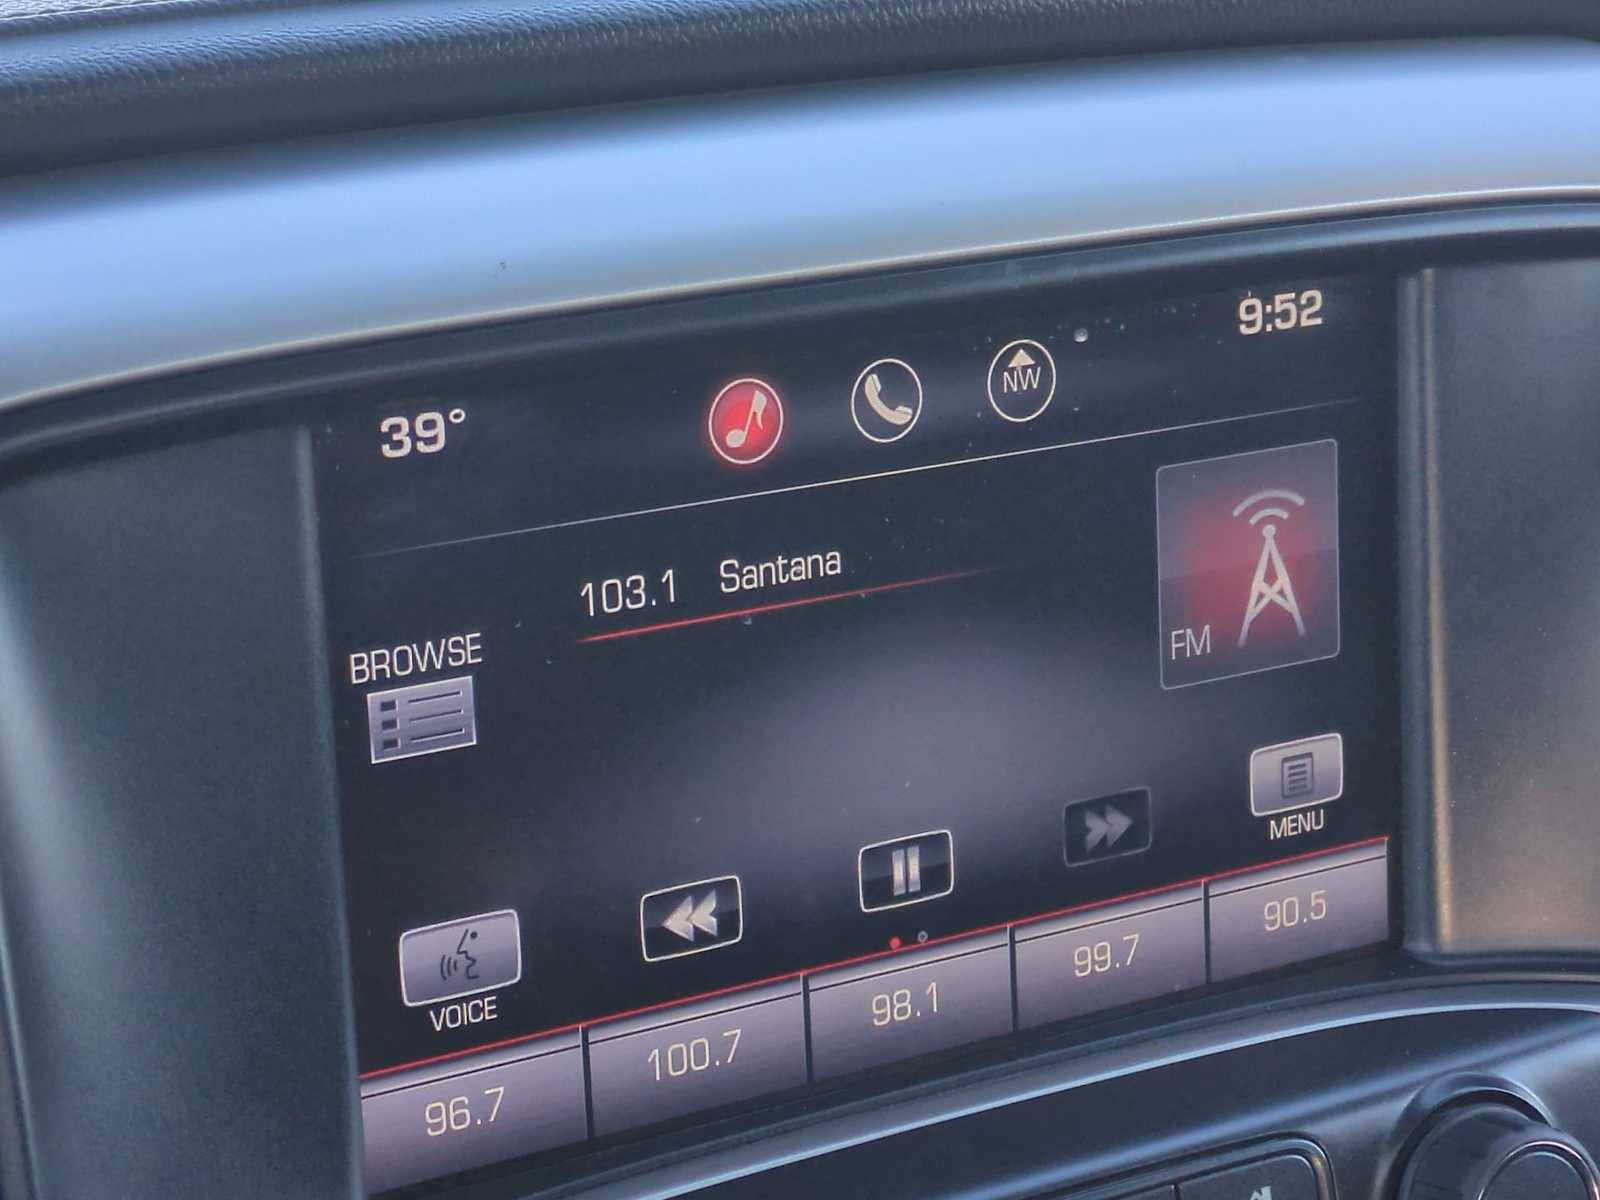 39°
NW
9:52
103.1 Santana
FM
BROWSE
MENU
VOICE
96.7
100.7
98.1
99.7
90.5